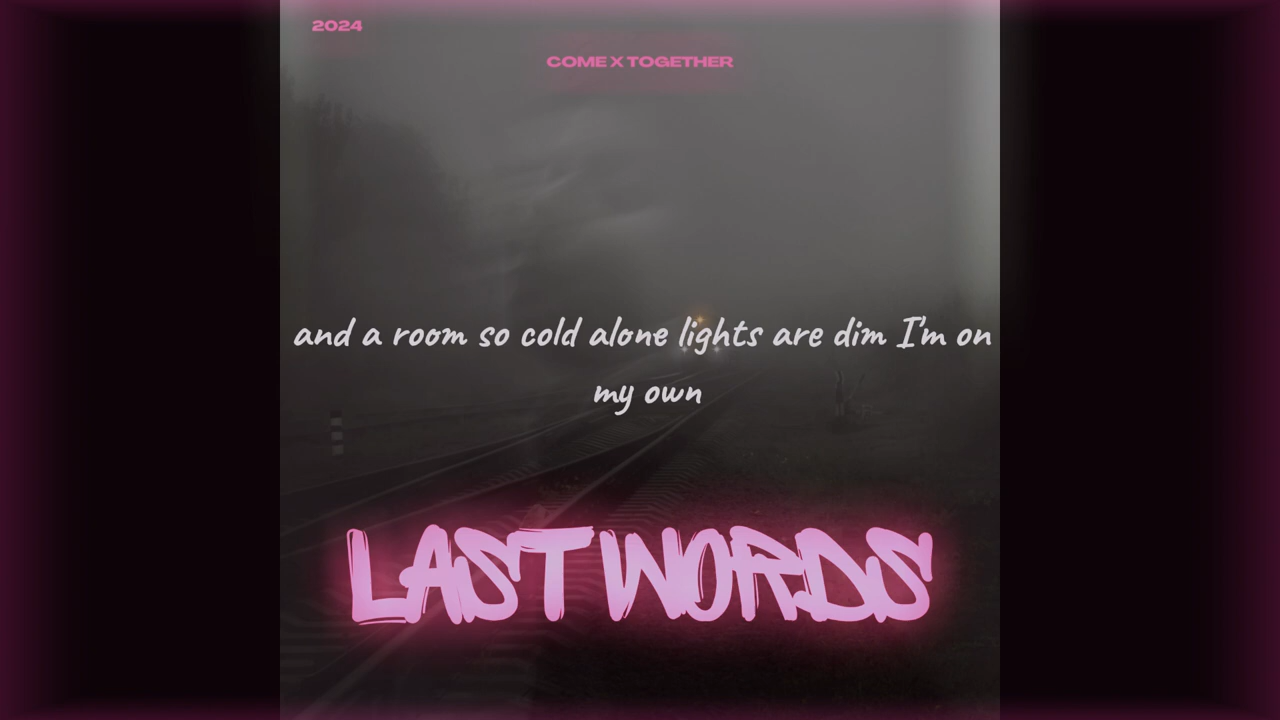 2024
COME X TOGETHER
and a room so cold alone lights are dim I'm on
my own
LAST WORDS